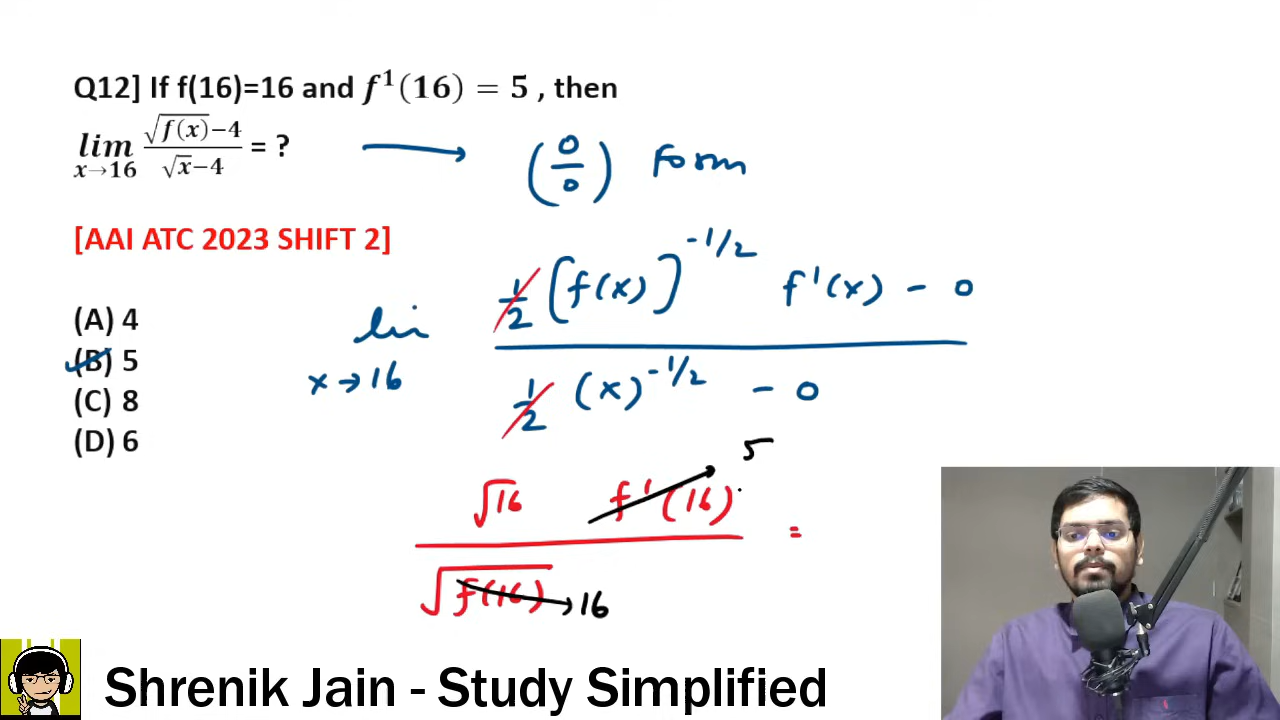 Q12] If f(16)=16 and f¹(16) = 5 , then
lim x→16 (√f(x)−4)/(√x−4) = ?
(0/0) Form
[AAI ATC 2023 SHIFT 2]
lim x→16
1/2 [f(x)]^-1/2 f'(x) - 0
1/2 (x)^-1/2 - 0
(A) 4
(B) 5
(C) 8
(D) 6
5
√16 f'(16)
=
√f(16) → 16
Shrenik Jain - Study Simplified